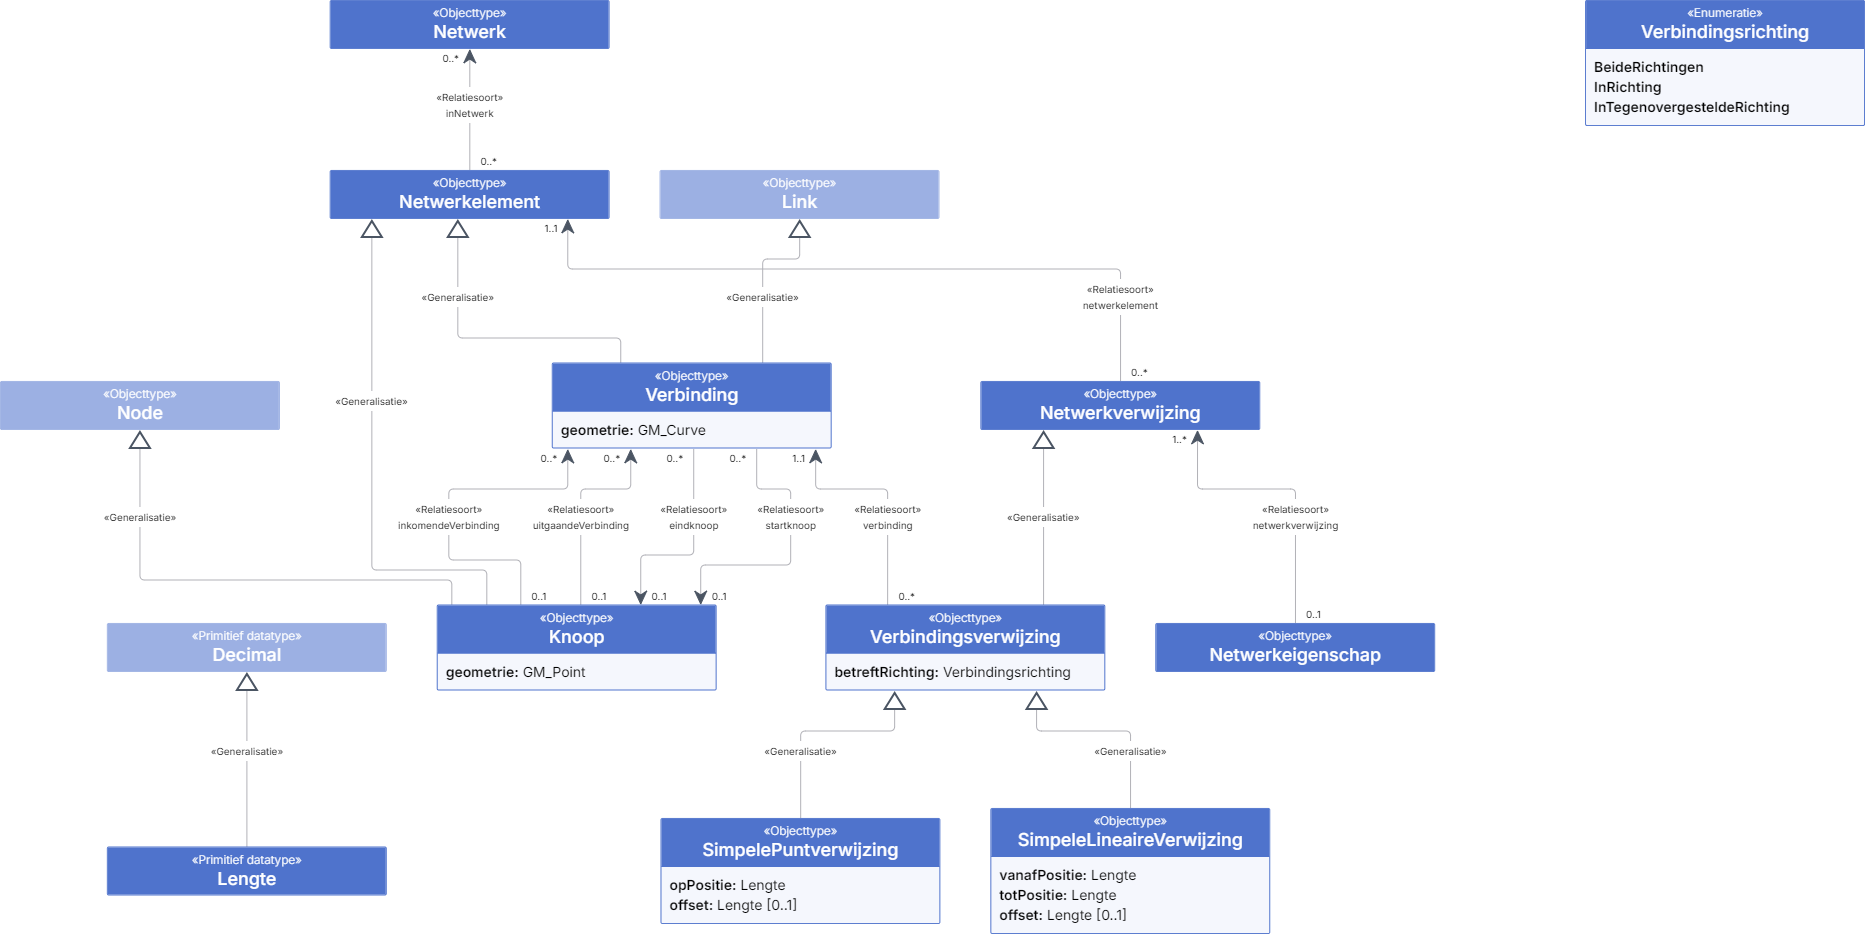 «Objecttype»
Netwerk
«Enumeratie»
Verbindingsrichting
BeideRichtingen
InRichting
InTegenovergesteldeRichting
0..*
«Relatiesoort»
inNetwerk
0..*
«Objecttype»
Netwerkelement
«Objecttype»
Link
1..1
«Generalisatie»
«Generalisatie»
«Relatiesoort»
netwerkelement
0..*
«Generalisatie»
«Objecttype»
Node
«Objecttype»
Verbinding
geometrie: GM_Curve
«Objecttype»
Netwerkverwijzing
0..*
0..*
0..*
0..*
1..1
1..*
«Generalisatie»
«Relatiesoort»
inkomendeVerbinding
«Relatiesoort»
uitgaandeVerbinding
«Relatiesoort»
eindknoop
«Relatiesoort»
startknoop
«Relatiesoort»
verbinding
«Generalisatie»
«Relatiesoort»
netwerkverwijzing
0..1
0..1
0..1
0..1
0..*
0..1
«Primitief datatype»
Decimal
«Objecttype»
Knoop
geometrie: GM_Point
«Objecttype»
Verbindingsverwijzing
betreftRichting: Verbindingsrichting
«Objecttype»
Netwerkeigenschap
«Generalisatie»
«Generalisatie»
«Generalisatie»
«Primitief datatype»
Lengte
«Objecttype»
SimpelePuntverwijzing
opPositie: Lengte
offset: Lengte [0..1]
«Objecttype»
SimpeleLineaireVerwijzing
vanafPositie: Lengte
totPositie: Lengte
offset: Lengte [0..1]